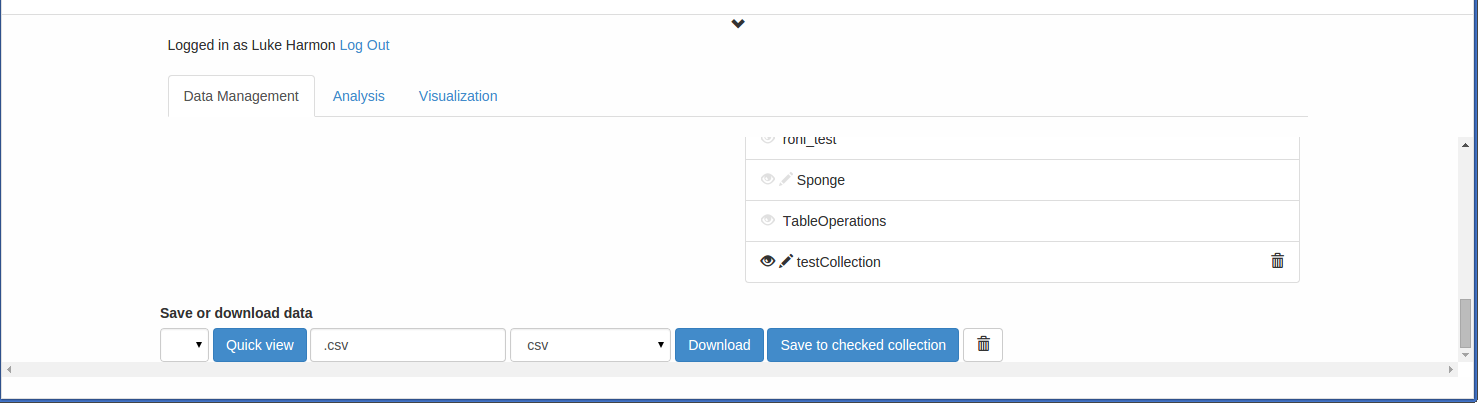 Logged in as Luke Harmon Log Out
Data Management Analysis Visualization
roni_test
Sponge
TableOperations
testCollection
Save or download data
Quick view .csv csv Download Save to checked collection